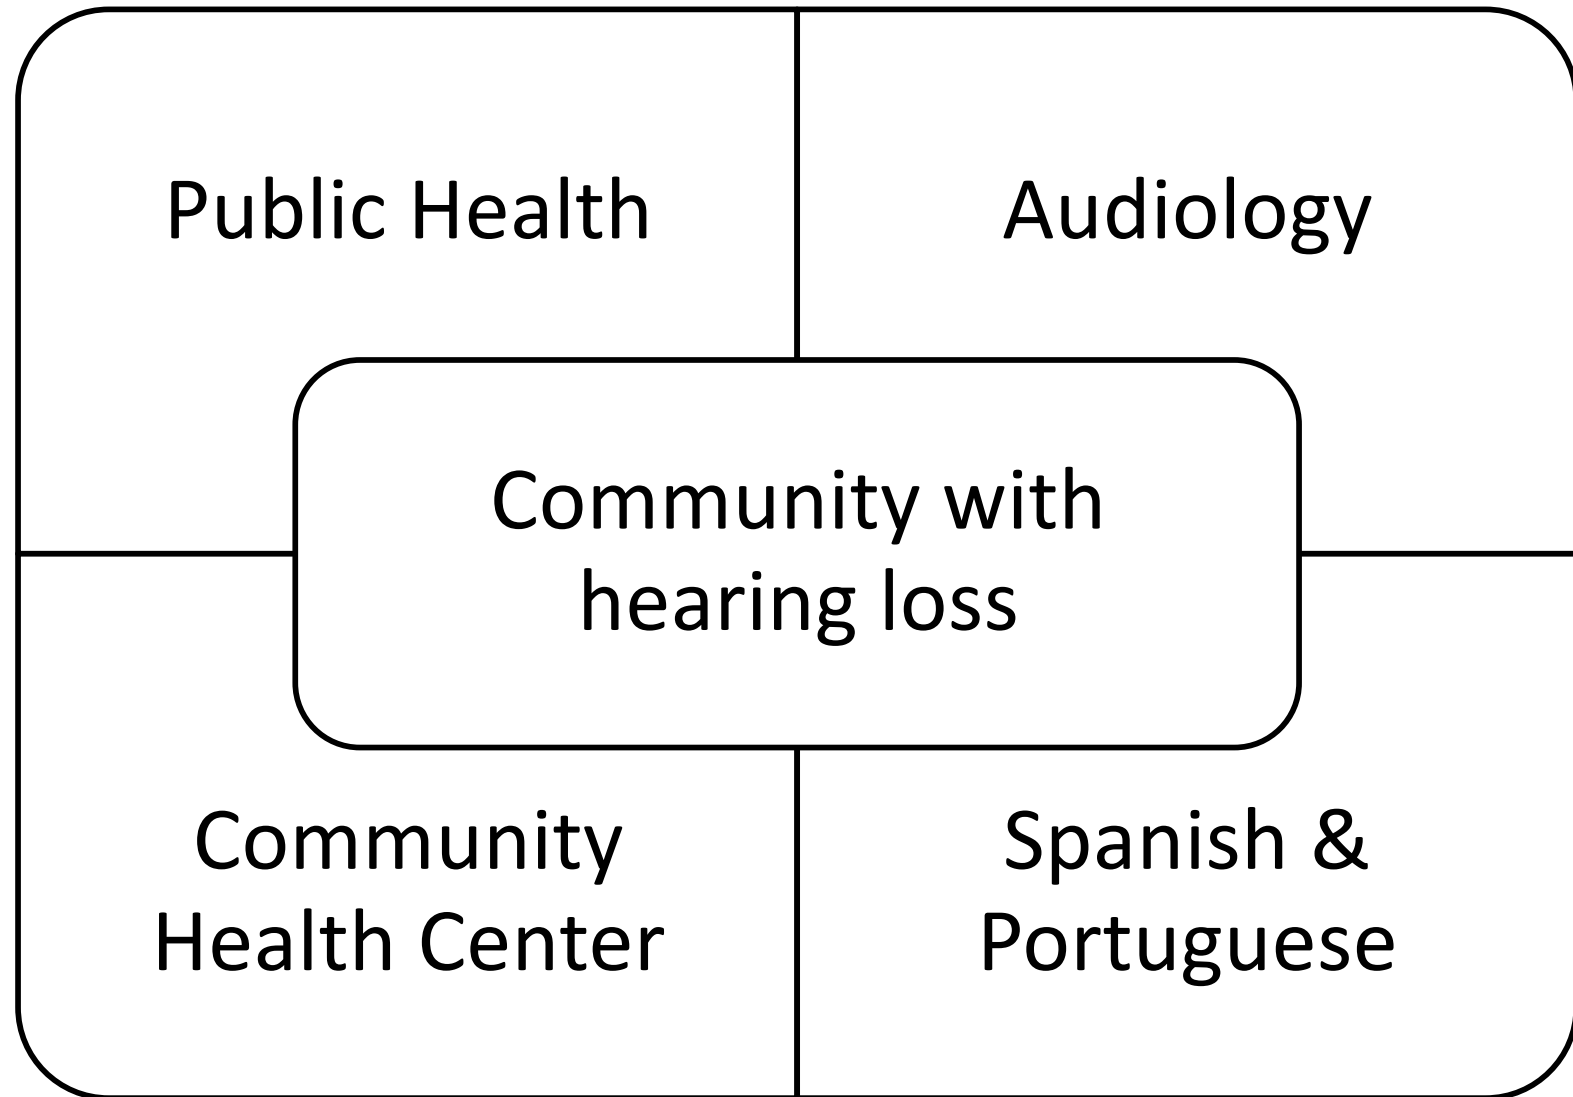 Public Health
Audiology
Community with
hearing loss
Community
Health Center
Spanish &
Portuguese